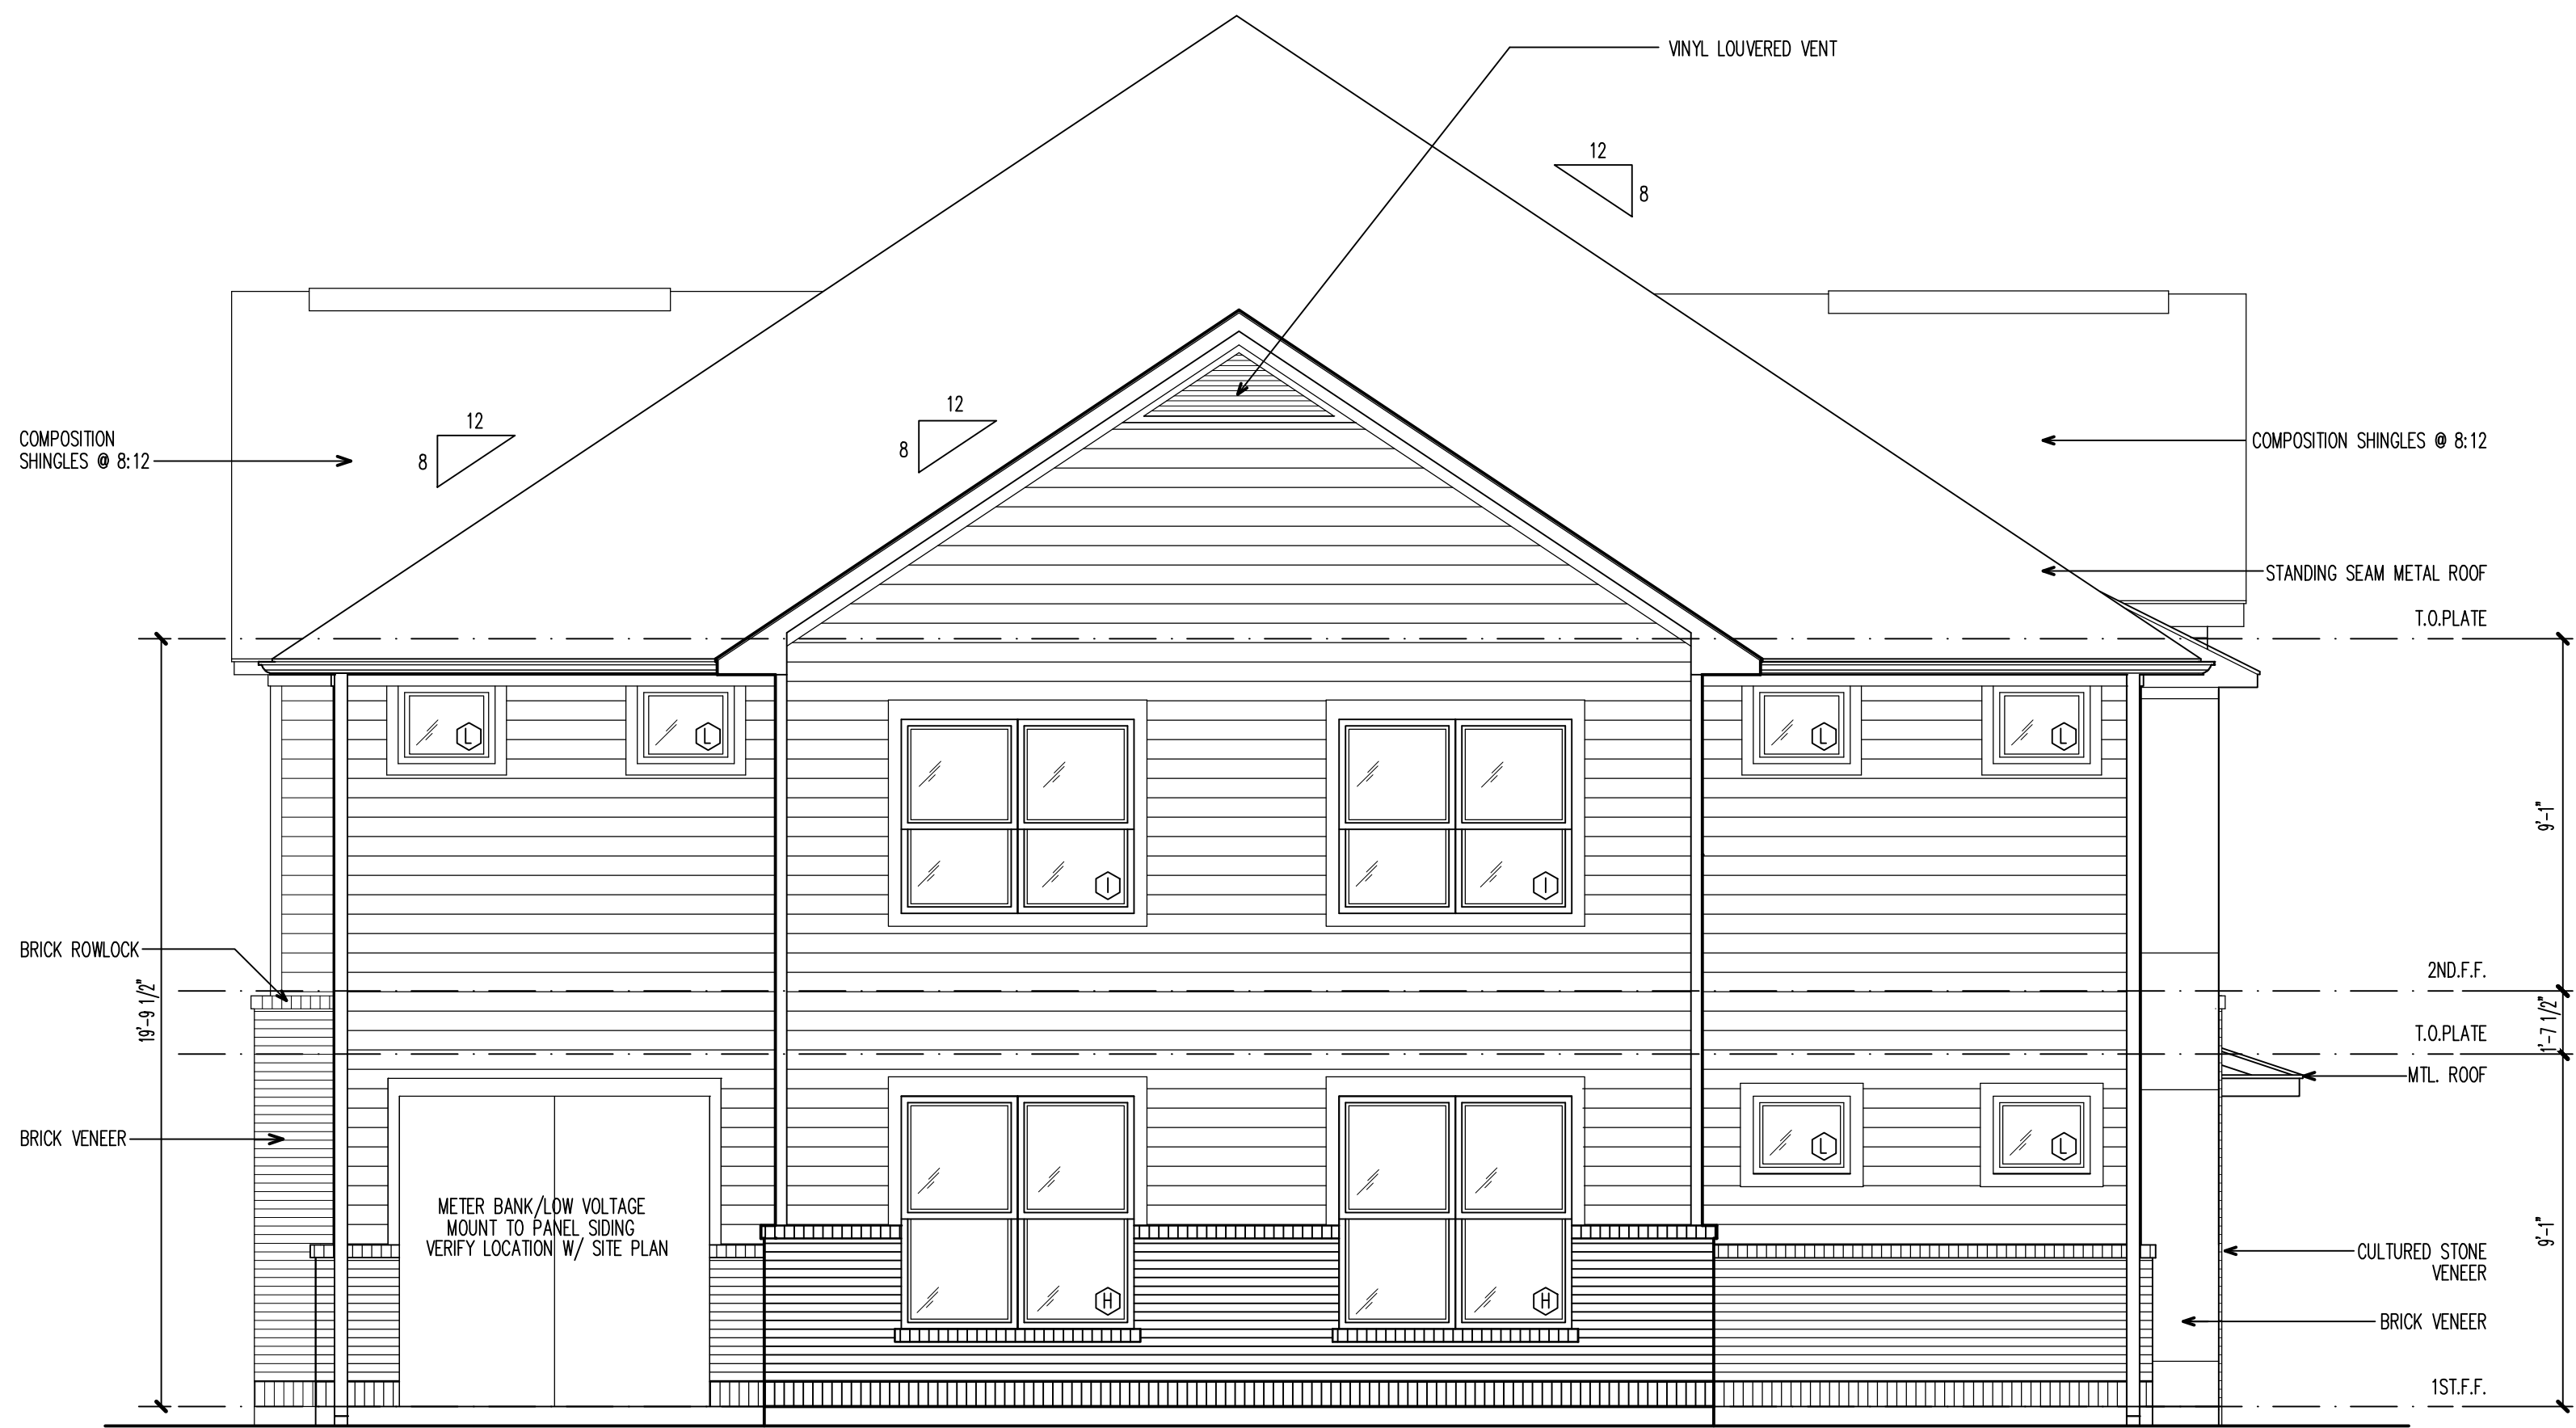 VINYL LOUVERED VENT
12
8
12
8
12
8
COMPOSITION
SHINGLES @ 8:12
COMPOSITION SHINGLES @ 8:12
STANDING SEAM METAL ROOF
T.O.PLATE
L
L
L
L
9'-1"
I
I
BRICK ROWLOCK
2ND.F.F.
19'-9 1/2"
1'-7 1/2"
T.O.PLATE
MTL. ROOF
BRICK VENEER
L
L
METER BANK/LOW VOLTAGE
MOUNT TO PANEL SIDING
VERIFY LOCATION W/ SITE PLAN
9'-1"
CULTURED STONE
VENEER
H
H
BRICK VENEER
1ST.F.F.